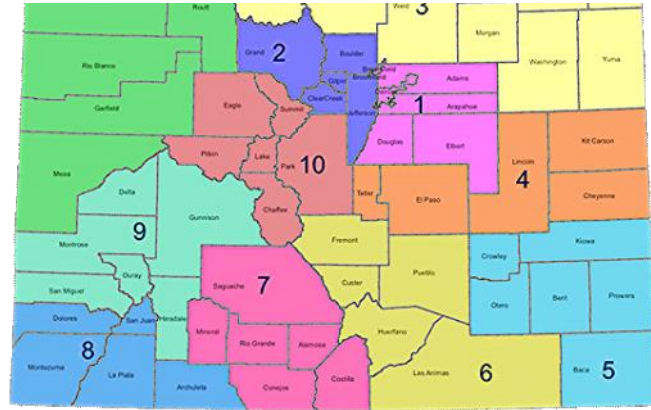 Routt
Weld
3
Morgan
Grand
2
Boulder
Washington
Yuma
Rio Blanco
Gilpin
Broomfield
Adams
ClearCreek
1
Arapahoe
Garfield
Eagle
Summit
Jefferson
Douglas
Elbert
Kit Carson
Pitkin
Lake
Park
10
Lincoln
Mesa
Teller
El Paso
4
Cheyenne
Delta
Gunnison
Chaffee
9
Fremont
Montrose
Crowley
Kiowa
Ouray
Custer
Pueblo
San Miguel
Saguache
7
Otero
Bent
Prowers
Dolores
San Juan
Hinsdale
Mineral
Rio Grande
Alamosa
Huerfano
8
Montezuma
La Plata
Archuleta
Conejos
Costilla
Las Animas
6
Baca
5